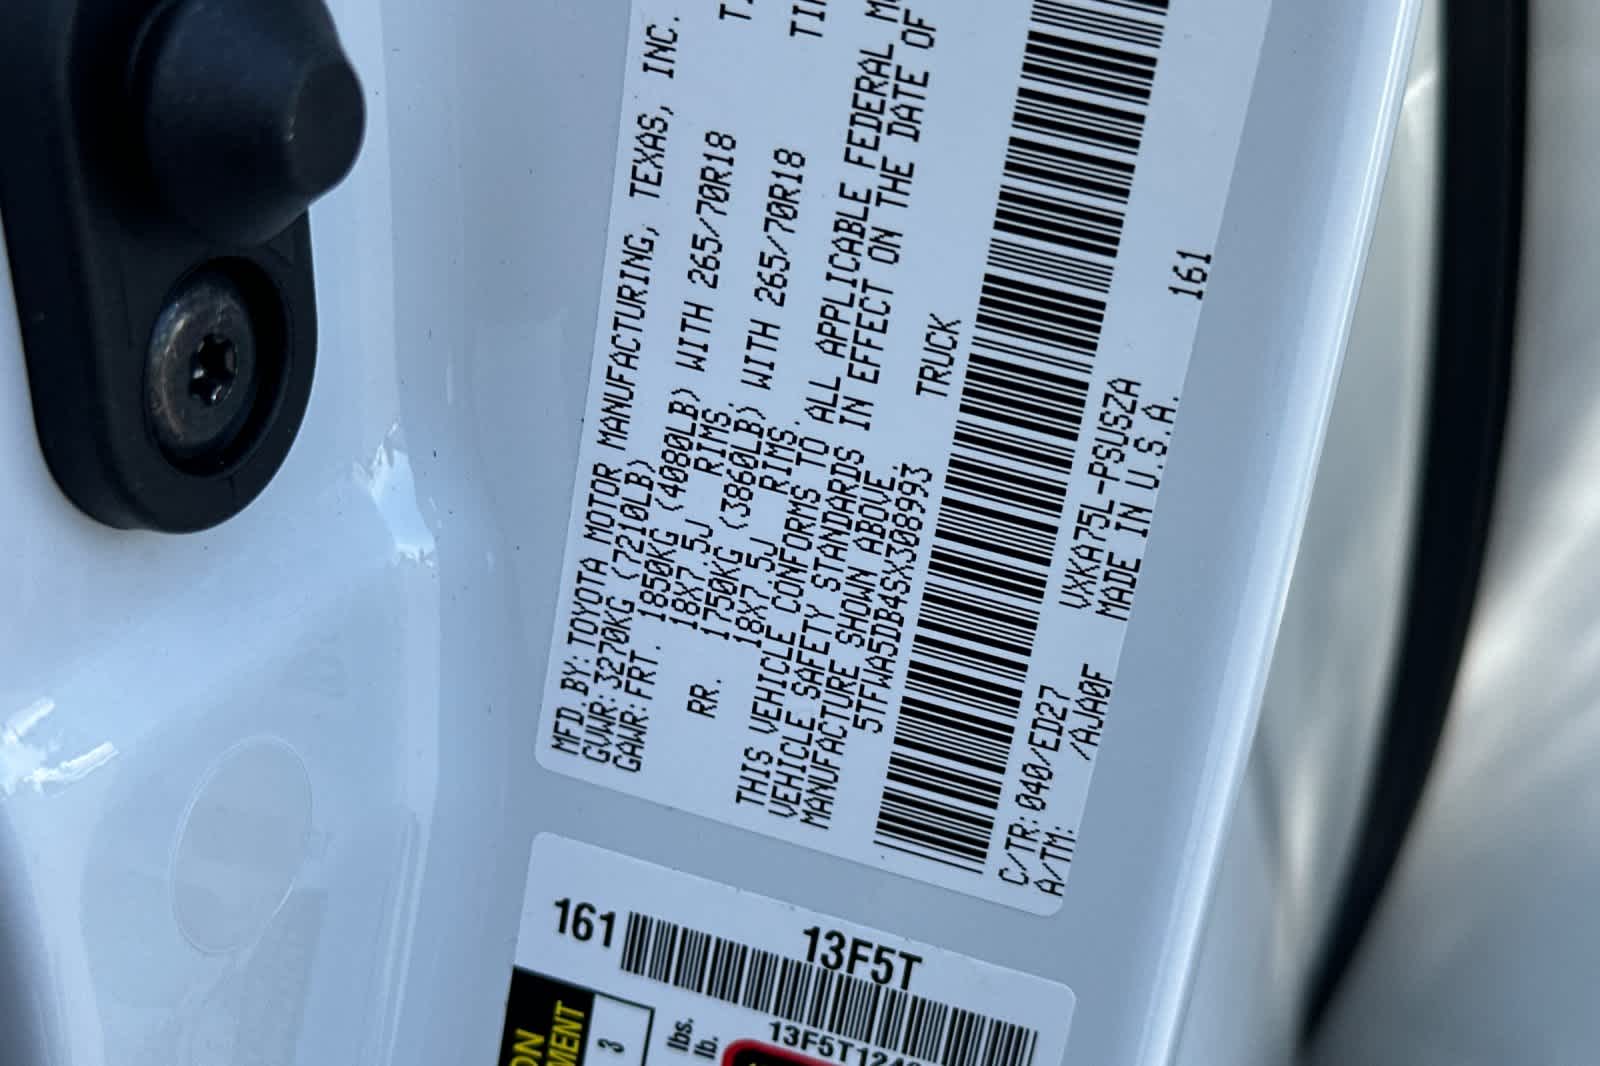 MFD.BY:TOYOTA MOTOR MANUFACTURING, TEXAS, INC.
GVWR:3270KG (7210LB)
GAWR:FRT. 1850KG (4080LB) WITH 265/70R18
18X7.5J RIMS,
RR. 1750KG (3860LB) WITH 265/70R18
18X7.5J RIMS,
THIS VEHICLE CONFORMS TO ALL APPLICABLE FEDERAL
VEHICLE SAFETY STANDARDS IN EFFECT ON THE DATE OF
MANUFACTURE SHOWN ABOVE.
5TFWA5DB4SX308993 TRUCK
C/TR:040/ED27 VXKA75L-PSUSZA 161
A/TM: /AJA0F MADE IN U.S.A.
161 13F5T
3
lbs.
lb.